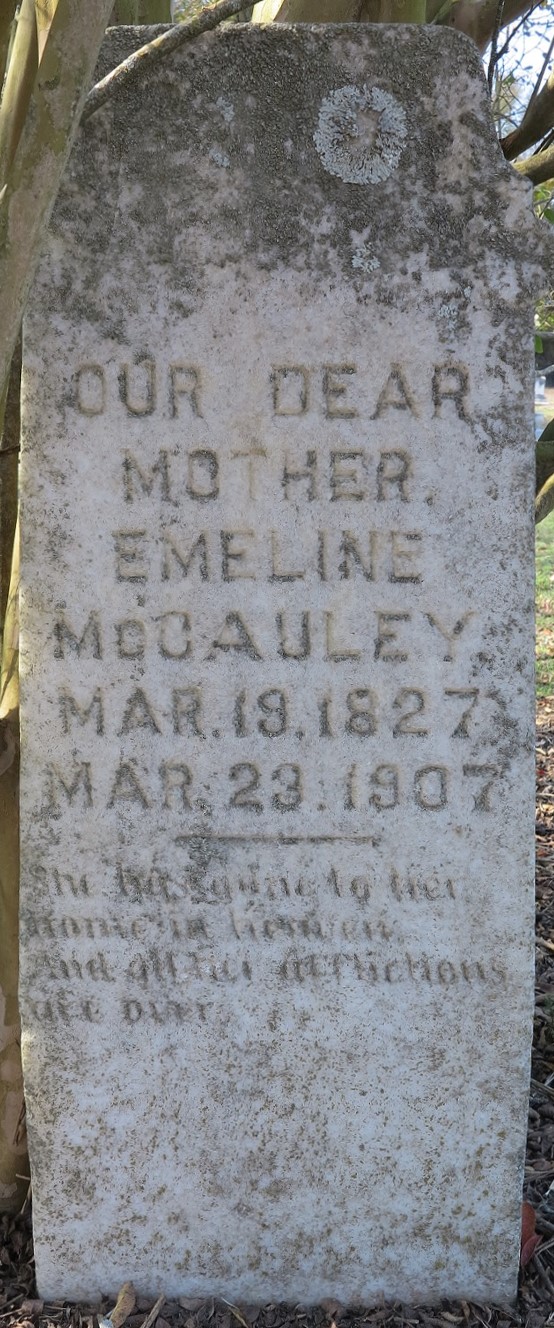 OUR DEAR
MOTHER.
EMELINE
McCAULEY.
MAR. 19. 1827
MAR. 23. 1907
She has gone to her
home in heaven
And all her afflictions
are over.